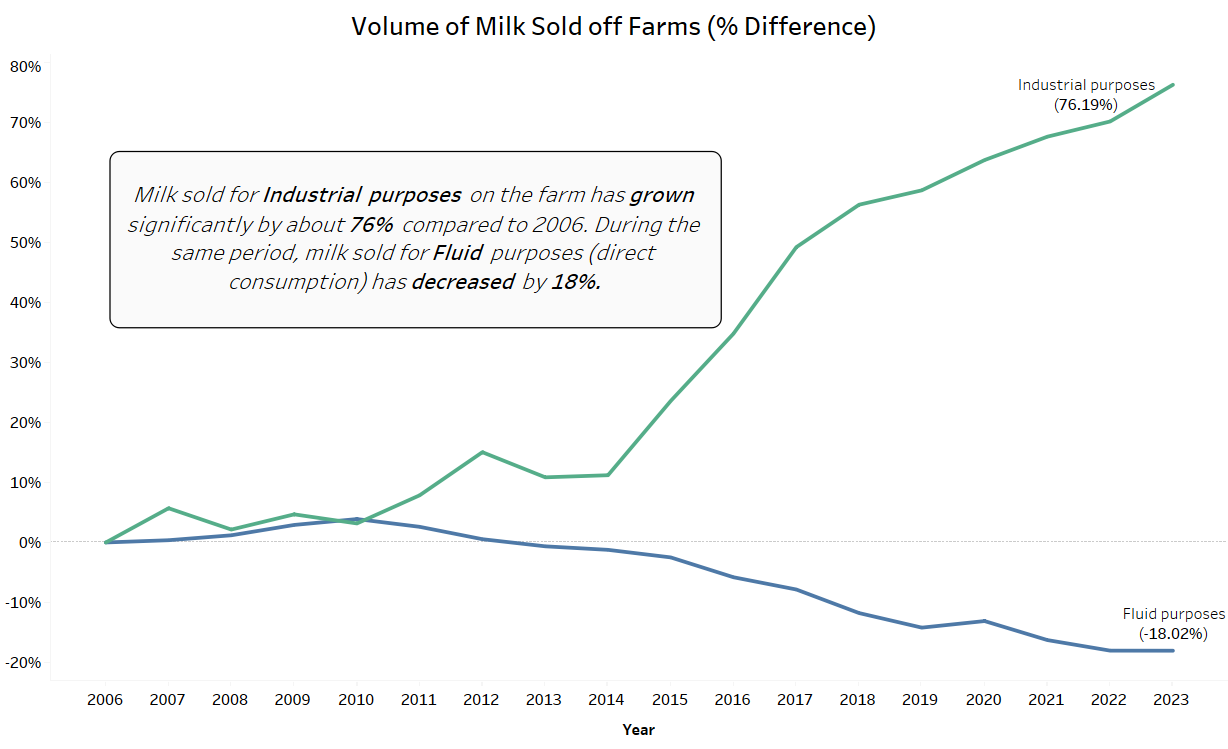 Volume of Milk Sold off Farms (% Difference)
80%
70%
60%
50%
40%
30%
20%
10%
0%
-10%
-20%
Industrial purposes
(76.19%)
Milk sold for Industrial purposes on the farm has grown
significantly by about 76% compared to 2006. During the
same period, milk sold for Fluid purposes (direct
consumption) has decreased by 18%.
Fluid purposes
(-18.02%)
2006 2007 2008 2009 2010 2011 2012 2013 2014 2015 2016 2017 2018 2019 2020 2021 2022 2023
Year